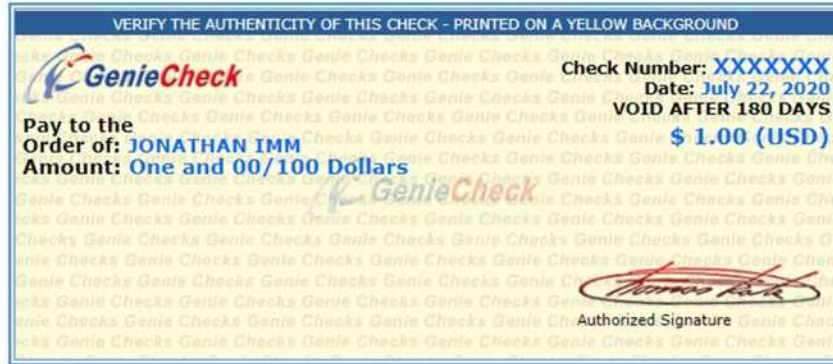 VERIFY THE AUTHENTICITY OF THIS CHECK - PRINTED ON A YELLOW BACKGROUND
GenieCheck
Check Number: XXXXXXX
Date: July 22, 2020
VOID AFTER 180 DAYS
$ 1.00 (USD)
Pay to the
Order of: JONATHAN IMM
Amount: One and 00/100 Dollars
GenieCheck
Authorized Signature